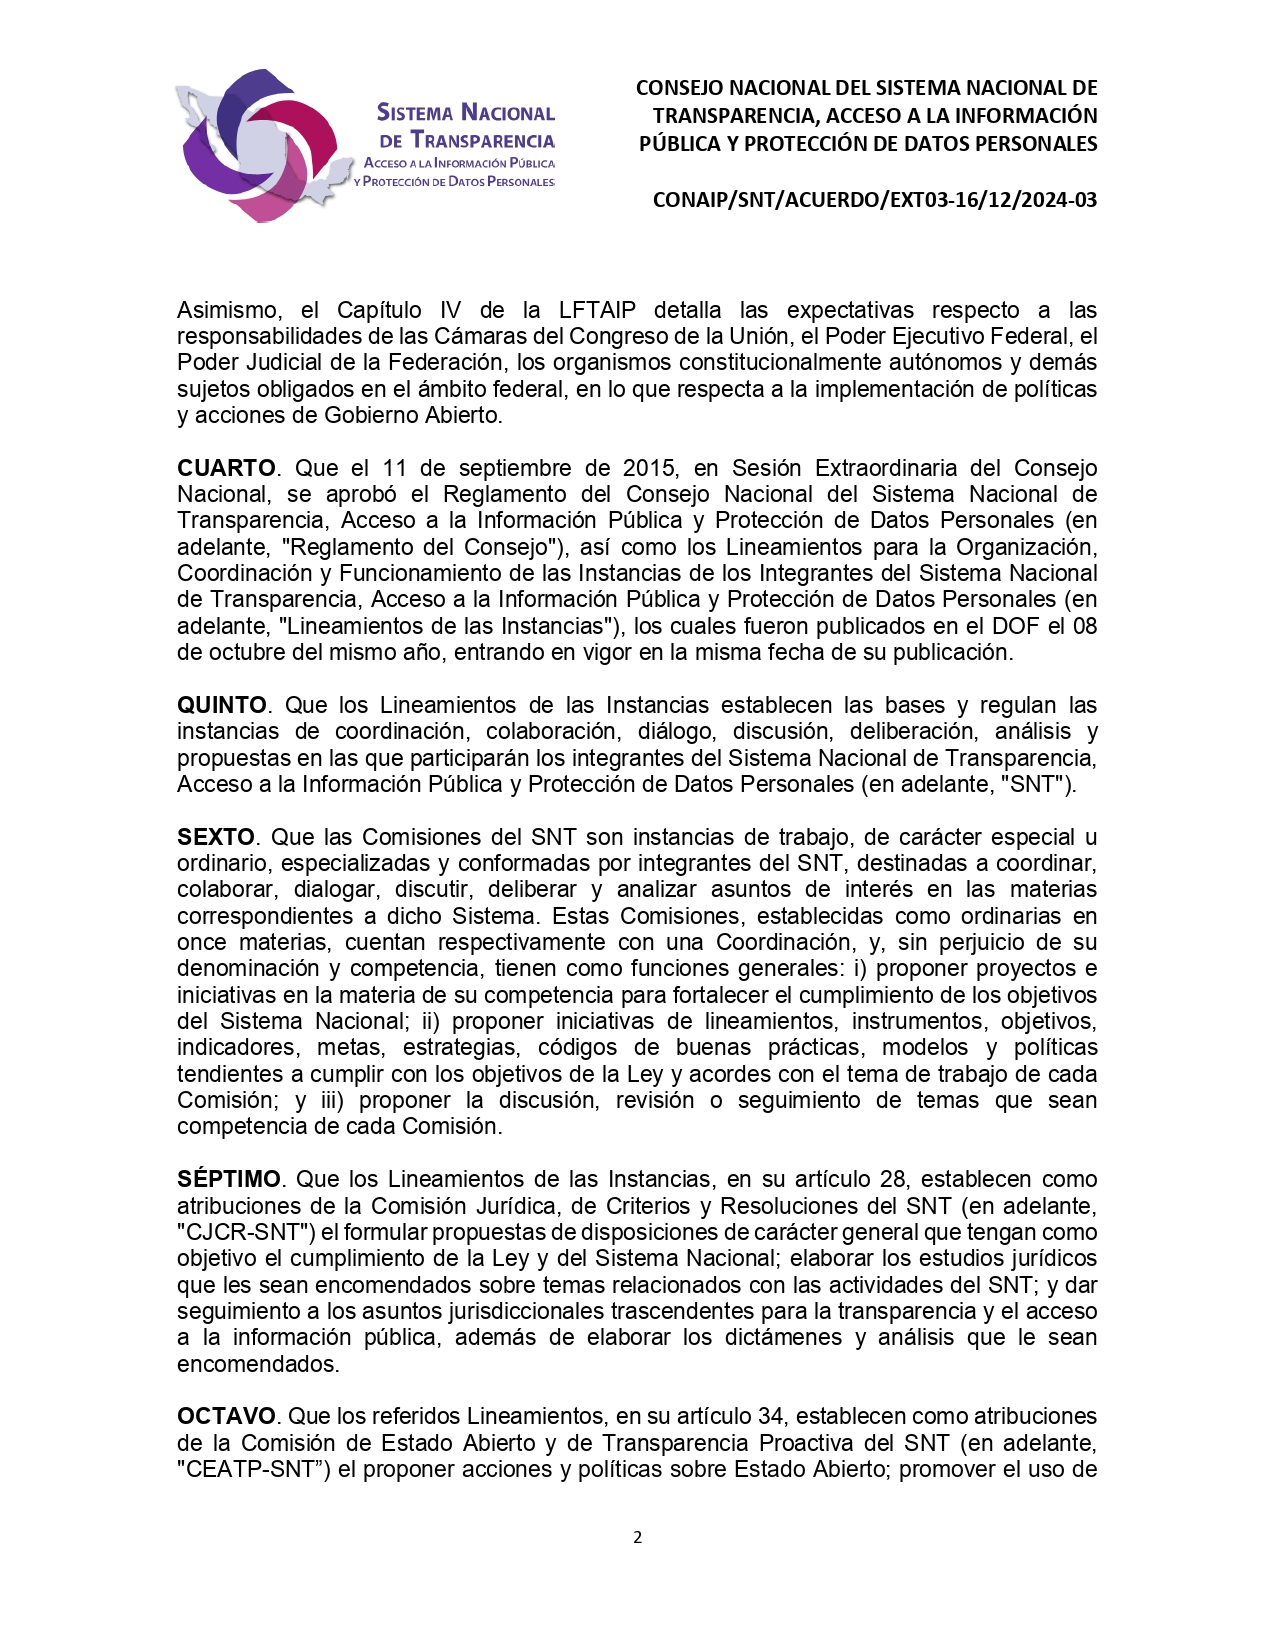 SISTEMA NACIONAL
DE TRANSPARENCIA
ACCESO A LA INFORMACIÓN PÚBLICA
Y PROTECCIÓN DE DATOS PERSONALES
CONSEJO NACIONAL DEL SISTEMA NACIONAL DE
TRANSPARENCIA, ACCESO A LA INFORMACIÓN
PÚBLICA Y PROTECCIÓN DE DATOS PERSONALES
CONAIP/SNT/ACUERDO/EXT03-16/12/2024-03
Asimismo, el Capítulo IV de la LFTAIP detalla las expectativas respecto a las
responsabilidades de las Cámaras del Congreso de la Unión, el Poder Ejecutivo Federal, el
Poder Judicial de la Federación, los organismos constitucionalmente autónomos y demás
sujetos obligados en el ámbito federal, en lo que respecta a la implementación de políticas
y acciones de Gobierno Abierto.
CUARTO. Que el 11 de septiembre de 2015, en Sesión Extraordinaria del Consejo
Nacional, se aprobó el Reglamento del Consejo Nacional del Sistema Nacional de
Transparencia, Acceso a la Información Pública y Protección de Datos Personales (en
adelante, "Reglamento del Consejo"), así como los Lineamientos para la Organización,
Coordinación y Funcionamiento de las Instancias de los Integrantes del Sistema Nacional
de Transparencia, Acceso a la Información Pública y Protección de Datos Personales (en
adelante, "Lineamientos de las Instancias"), los cuales fueron publicados en el DOF el 08
de octubre del mismo año, entrando en vigor en la misma fecha de su publicación.
QUINTO. Que los Lineamientos de las Instancias establecen las bases y regulan las
instancias de coordinación, colaboración, diálogo, discusión, deliberación, análisis y
propuestas en las que participarán los integrantes del Sistema Nacional de Transparencia,
Acceso a la Información Pública y Protección de Datos Personales (en adelante, "SNT").
SEXTO. Que las Comisiones del SNT son instancias de trabajo, de carácter especial u
ordinario, especializadas y conformadas por integrantes del SNT, destinadas a coordinar,
colaborar, dialogar, discutir, deliberar y analizar asuntos de interés en las materias
correspondientes a dicho Sistema. Estas Comisiones, establecidas como ordinarias en
once materias, cuentan respectivamente con una Coordinación, y, sin perjuicio de su
denominación y competencia, tienen como funciones generales: i) proponer proyectos e
iniciativas en la materia de su competencia para fortalecer el cumplimiento de los objetivos
del Sistema Nacional; ii) proponer iniciativas de lineamientos, instrumentos, objetivos,
indicadores, metas, estrategias, códigos de buenas prácticas, modelos y políticas
tendientes a cumplir con los objetivos de la Ley y acordes con el tema de trabajo de cada
Comisión; y iii) proponer la discusión, revisión o seguimiento de temas que sean
competencia de cada Comisión.
SÉPTIMO. Que los Lineamientos de las Instancias, en su artículo 28, establecen como
atribuciones de la Comisión Jurídica, de Criterios y Resoluciones del SNT (en adelante,
"CJCR-SNT") el formular propuestas de disposiciones de carácter general que tengan como
objetivo el cumplimiento de la Ley y del Sistema Nacional; elaborar los estudios jurídicos
que les sean encomendados sobre temas relacionados con las actividades del SNT; y dar
seguimiento a los asuntos jurisdiccionales trascendentes para la transparencia y el acceso
a la información pública, además de elaborar los dictámenes y análisis que le sean
encomendados.
OCTAVO. Que los referidos Lineamientos, en su artículo 34, establecen como atribuciones
de la Comisión de Estado Abierto y de Transparencia Proactiva del SNT (en adelante,
"CEATP-SNT”) el proponer acciones y políticas sobre Estado Abierto; promover el uso de
2